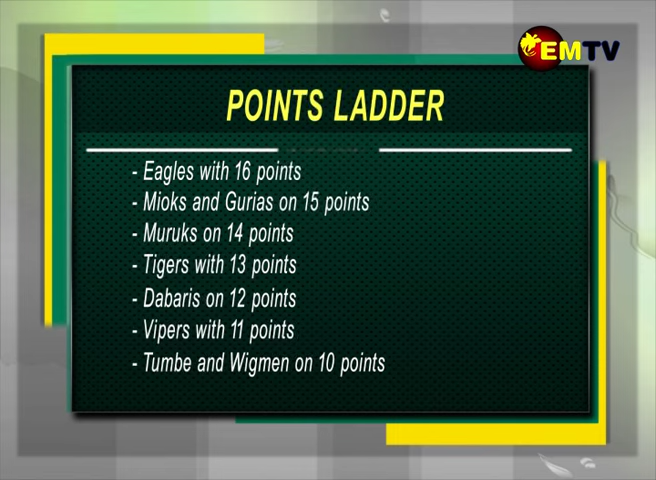 EMTV
POINTS LADDER
- Eagles with 16 points
- Mioks and Gurias on 15 points
- Muruks on 14 points
- Tigers with 13 points
- Dabaris on 12 points
- Vipers with 11 points
- Tumbe and Wigmen on 10 points